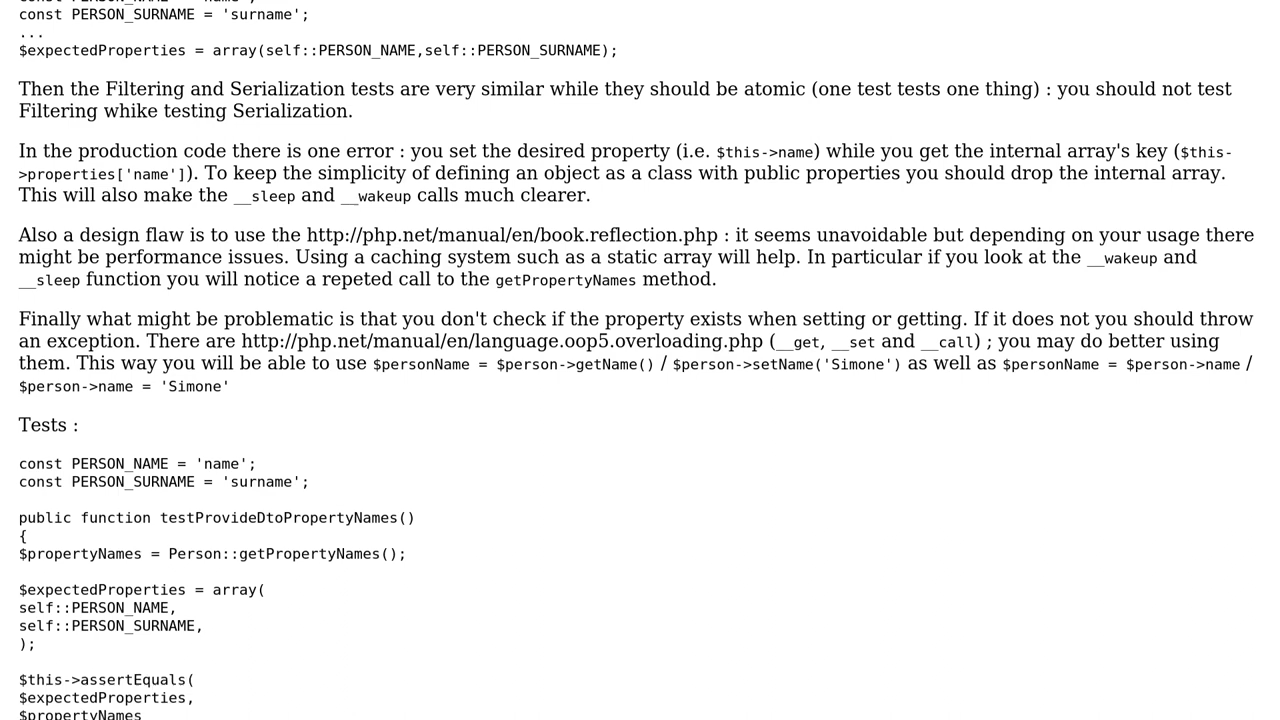 const PERSON_SURNAME = 'surname';
...
$expectedProperties = array(self::PERSON_NAME,self::PERSON_SURNAME);
Then the Filtering and Serialization tests are very similar while they should be atomic (one test tests one thing) : you should not test
Filtering whike testing Serialization.
In the production code there is one error : you set the desired property (i.e. $this->name) while you get the internal array's key ($this-
>properties['name']). To keep the simplicity of defining an object as a class with public properties you should drop the internal array.
This will also make the __sleep and __wakeup calls much clearer.
Also a design flaw is to use the http://php.net/manual/en/book.reflection.php : it seems unavoidable but depending on your usage there
might be performance issues. Using a caching system such as a static array will help. In particular if you look at the __wakeup and
__sleep function you will notice a repeted call to the getPropertyNames method.
Finally what might be problematic is that you don't check if the property exists when setting or getting. If it does not you should throw
an exception. There are http://php.net/manual/en/language.oop5.overloading.php (__get, __set and __call) ; you may do better using
them. This way you will be able to use $personName = $person->getName() / $person->setName('Simone') as well as $personName = $person->name /
$person->name = 'Simone'
Tests :
const PERSON_NAME = 'name';
const PERSON_SURNAME = 'surname';
public function testProvideDtoPropertyNames()
{
$propertyNames = Person::getPropertyNames();
$expectedProperties = array(
self::PERSON_NAME,
self::PERSON_SURNAME,
);
$this->assertEquals(
$expectedProperties,
$propertyNames